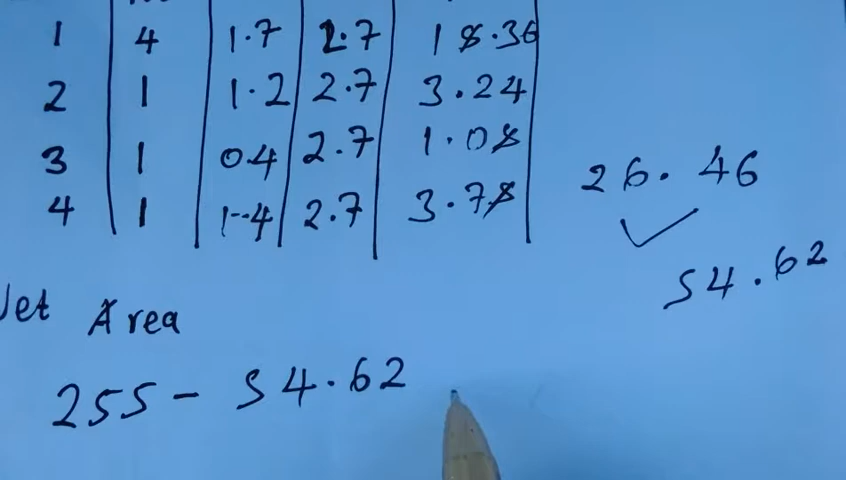 1 4 1.7 2.7 18.36
2 1 1.2 2.7 3.24
3 1 04 2.7 1.08
4 1 1-4 2.7 3.78
26.46
54.62
Net Area
255 - 54.62